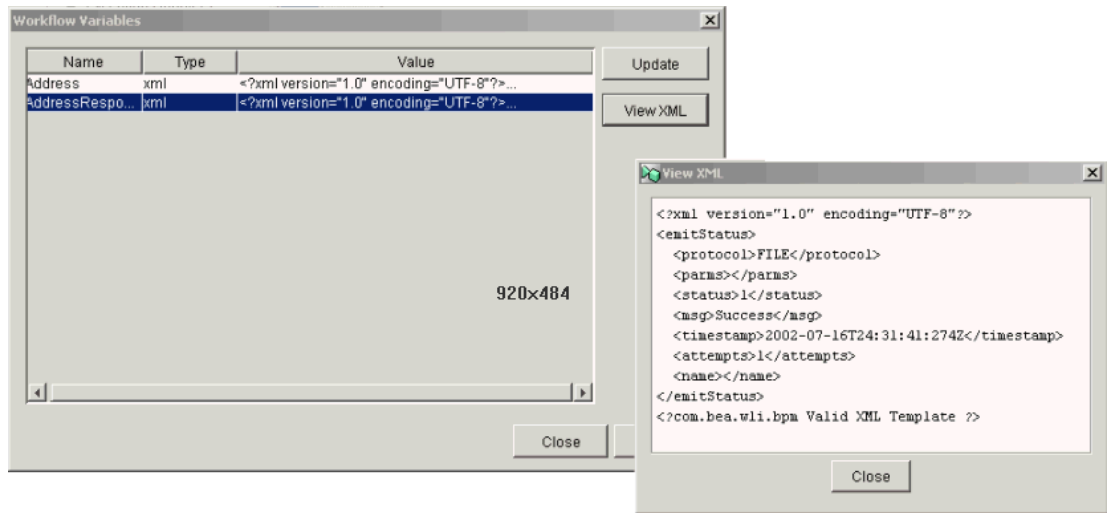 Workflow Variables
Name Type Value
Address xml <?xml version="1.0" encoding="UTF-8"?>...
AddressRespo... xml <?xml version="1.0" encoding="UTF-8"?>...
Update
View XML
920×484
Close
View XML
<?xml version="1.0" encoding="UTF-8"?>
<emitStatus>
<protocol>FILE</protocol>
<parms></parms>
<status>1</status>
<msg>Success</msg>
<timestamp>2002-07-16T24:31:41:274Z</timestamp>
<attempts>1</attempts>
<name></name>
</emitStatus>
<?com.bea.wli.bpm Valid XML Template ?>
Close